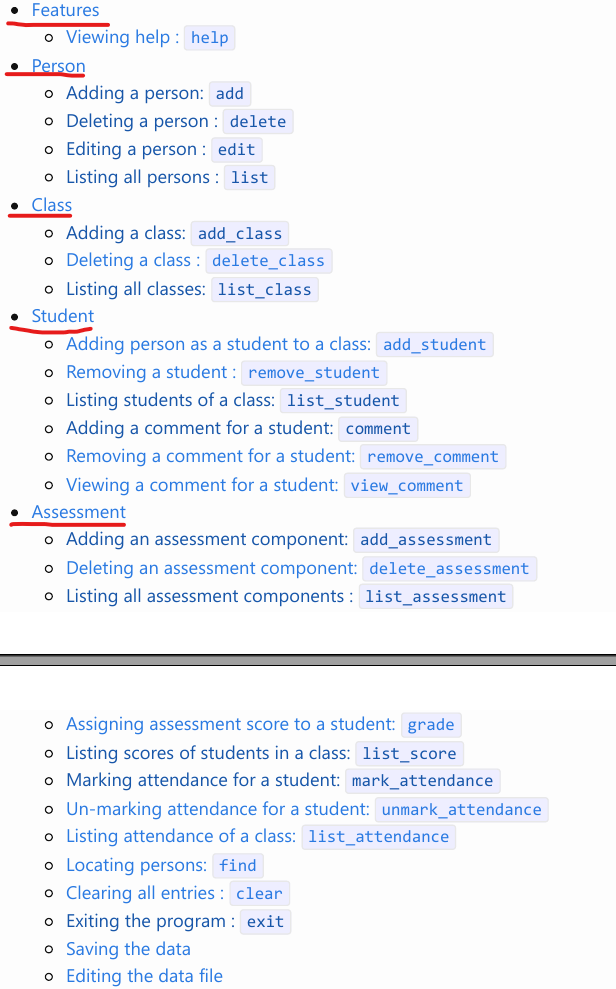 Features
Viewing help : help
Person
Adding a person: add
Deleting a person : delete
Editing a person : edit
Listing all persons : list
Class
Adding a class: add_class
Deleting a class : delete_class
Listing all classes: list_class
Student
Adding person as a student to a class: add_student
Removing a student : remove_student
Listing students of a class: list_student
Adding a comment for a student: comment
Removing a comment for a student: remove_comment
Viewing a comment for a student: view_comment
Assessment
Adding an assessment component: add_assessment
Deleting an assessment component: delete_assessment
Listing all assessment components : list_assessment
Assigning assessment score to a student: grade
Listing scores of students in a class: list_score
Marking attendance for a student: mark_attendance
Un-marking attendance for a student: unmark_attendance
Listing attendance of a class: list_attendance
Locating persons: find
Clearing all entries : clear
Exiting the program : exit
Saving the data
Editing the data file